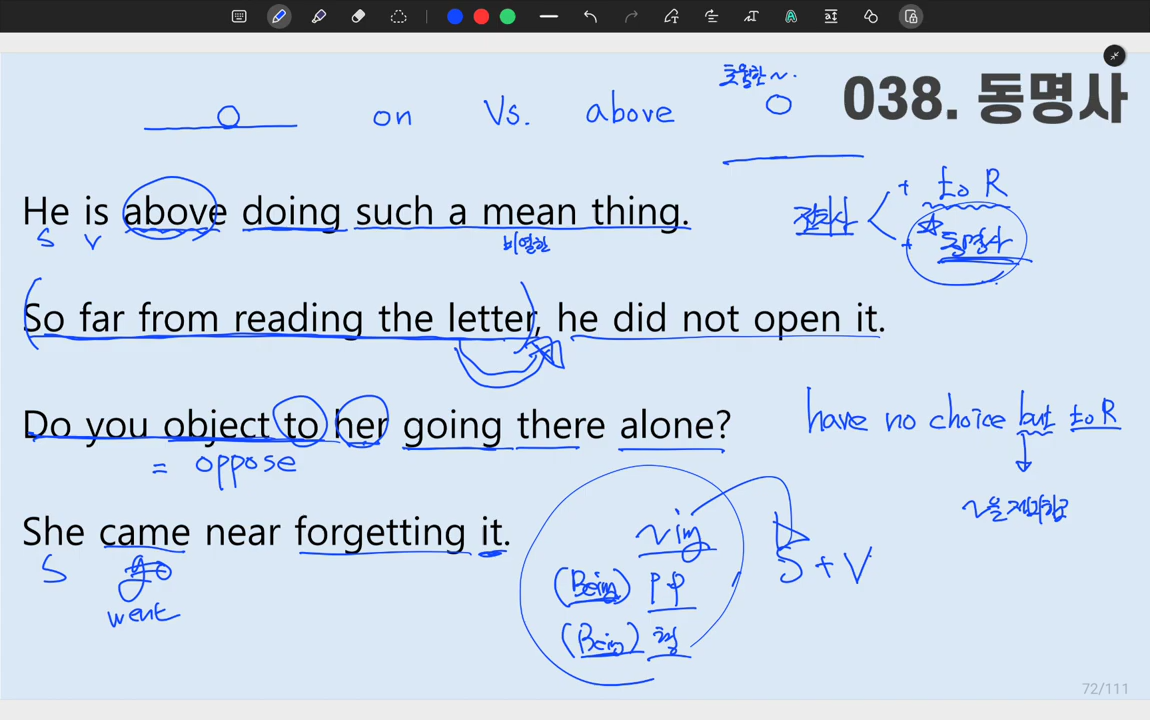 038. 동명사
초월한~.
O on Vs. above O
He is above doing such a mean thing.
S V 비열한
전치사 + to R
+ ☆ 동명사
So far from reading the letter, he did not open it.
Do you object to her going there alone?
= oppose
have no choice but to R
~을 제외하고
She came near forgetting it.
S go
went
Ving S + V
(Being) PP
(Being) 형
72/111